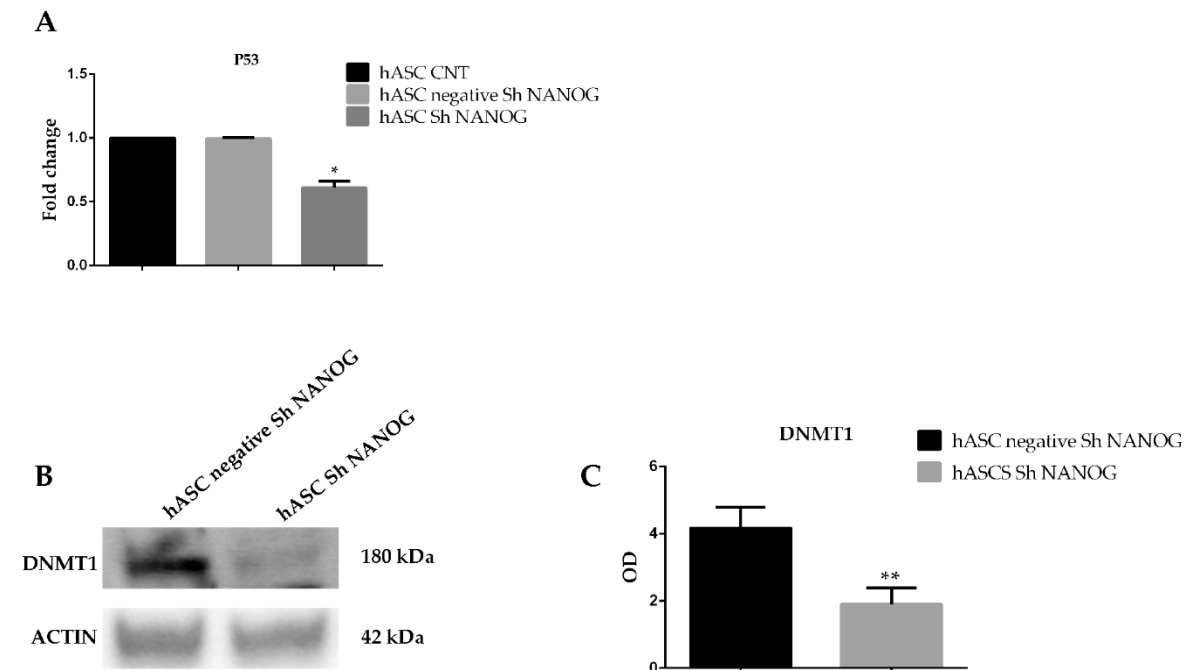 A
P53
hASC CNT
hASC negative Sh NANOG
hASC Sh NANOG
Fold change
1.5
1.0
0.5
0.0
*
B
hASC negative Sh NANOG
hASC Sh NANOG
DNMT1
180 kDa
ACTIN
42 kDa
C
DNMT1
hASC negative Sh NANOG
hASCS Sh NANOG
OD
6
4
2
0
**